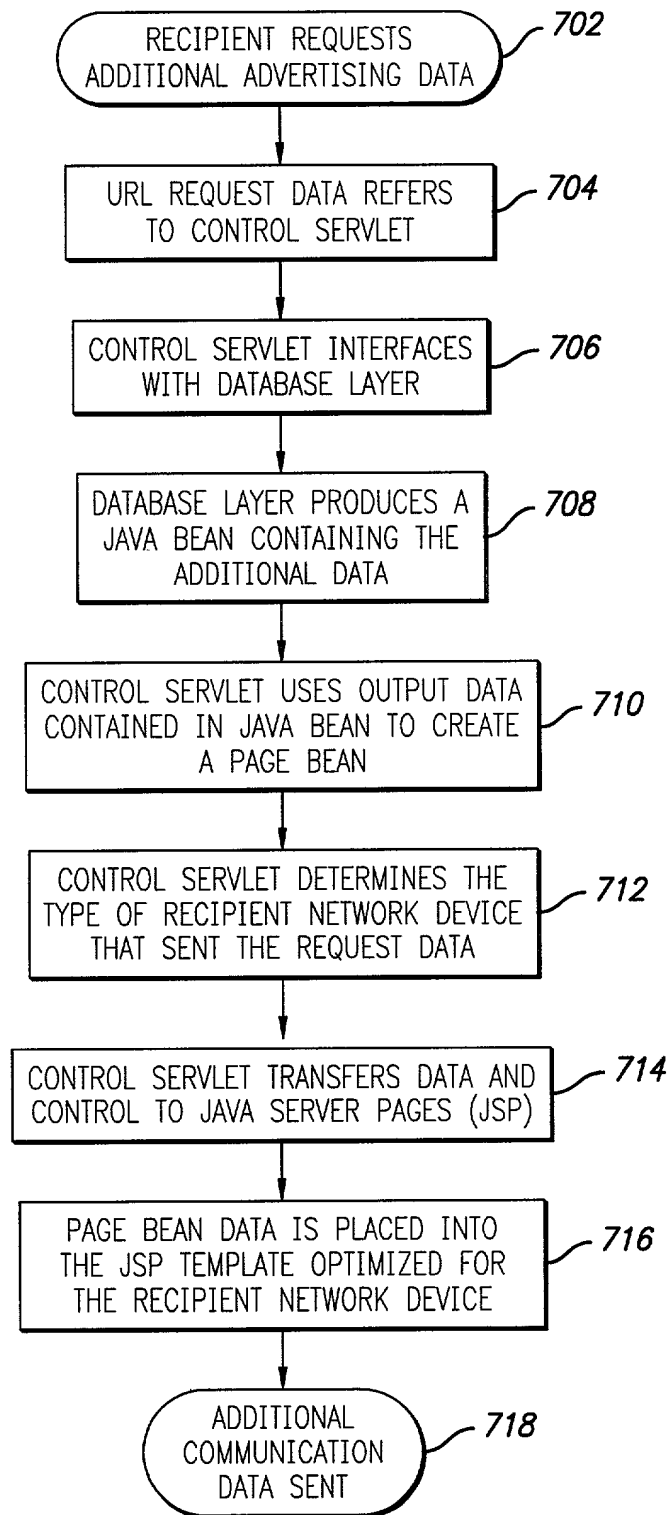 RECIPIENT REQUESTS
ADDITIONAL ADVERTISING DATA
702
URL REQUEST DATA REFERS
TO CONTROL SERVLET
704
CONTROL SERVLET INTERFACES
WITH DATABASE LAYER
706
DATABASE LAYER PRODUCES A
JAVA BEAN CONTAINING THE
ADDITIONAL DATA
708
CONTROL SERVLET USES OUTPUT DATA
CONTAINED IN JAVA BEAN TO CREATE
A PAGE BEAN
710
CONTROL SERVLET DETERMINES THE
TYPE OF RECIPIENT NETWORK DEVICE
THAT SENT THE REQUEST DATA
712
CONTROL SERVLET TRANSFERS DATA AND
CONTROL TO JAVA SERVER PAGES (JSP)
714
PAGE BEAN DATA IS PLACED INTO
THE JSP TEMPLATE OPTIMIZED FOR
THE RECIPIENT NETWORK DEVICE
716
ADDITIONAL
COMMUNICATION
DATA SENT
718